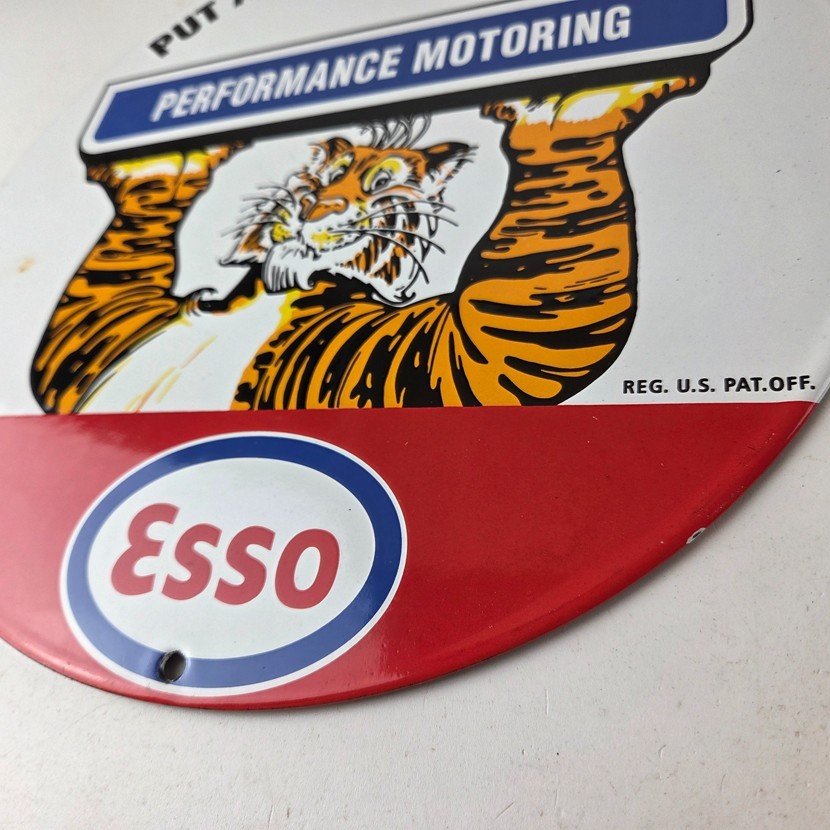 PUT A
PERFORMANCE MOTORING
REG. U.S. PAT.OFF.
Esso